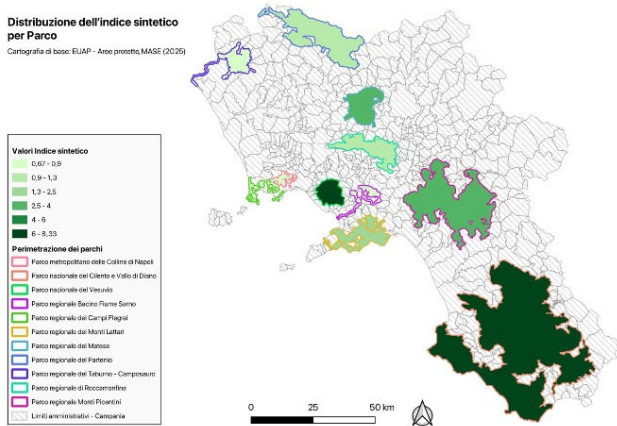 Distribuzione dell'indice sintetico
per Parco
Cartografia di base: EUAP - Aree protette, MASE (2025)
Valori Indice sintetico
0,67 - 0,9
0,9 - 1,3
1,3 - 2,5
2,5 - 4
4 - 6
6 - 8,33
Perimetrazione dei parchi
Parco metropolitano delle Colline di Napoli
Parco nazionale del Cilento e Vallo di Diano
Parco nazionale del Vesuvio
Parco regionale Bacino Fiume Sarno
Parco regionale dei Campi Flegrei
Parco regionale dei Monti Lattari
Parco regionale del Matese
Parco regionale del Partenio
Parco regionale del Taburno - Camposauro
Parco regionale di Roccamonfina
Parco regionale Monti Picentini
Limiti amministrativi - Campania
0 25 50 km